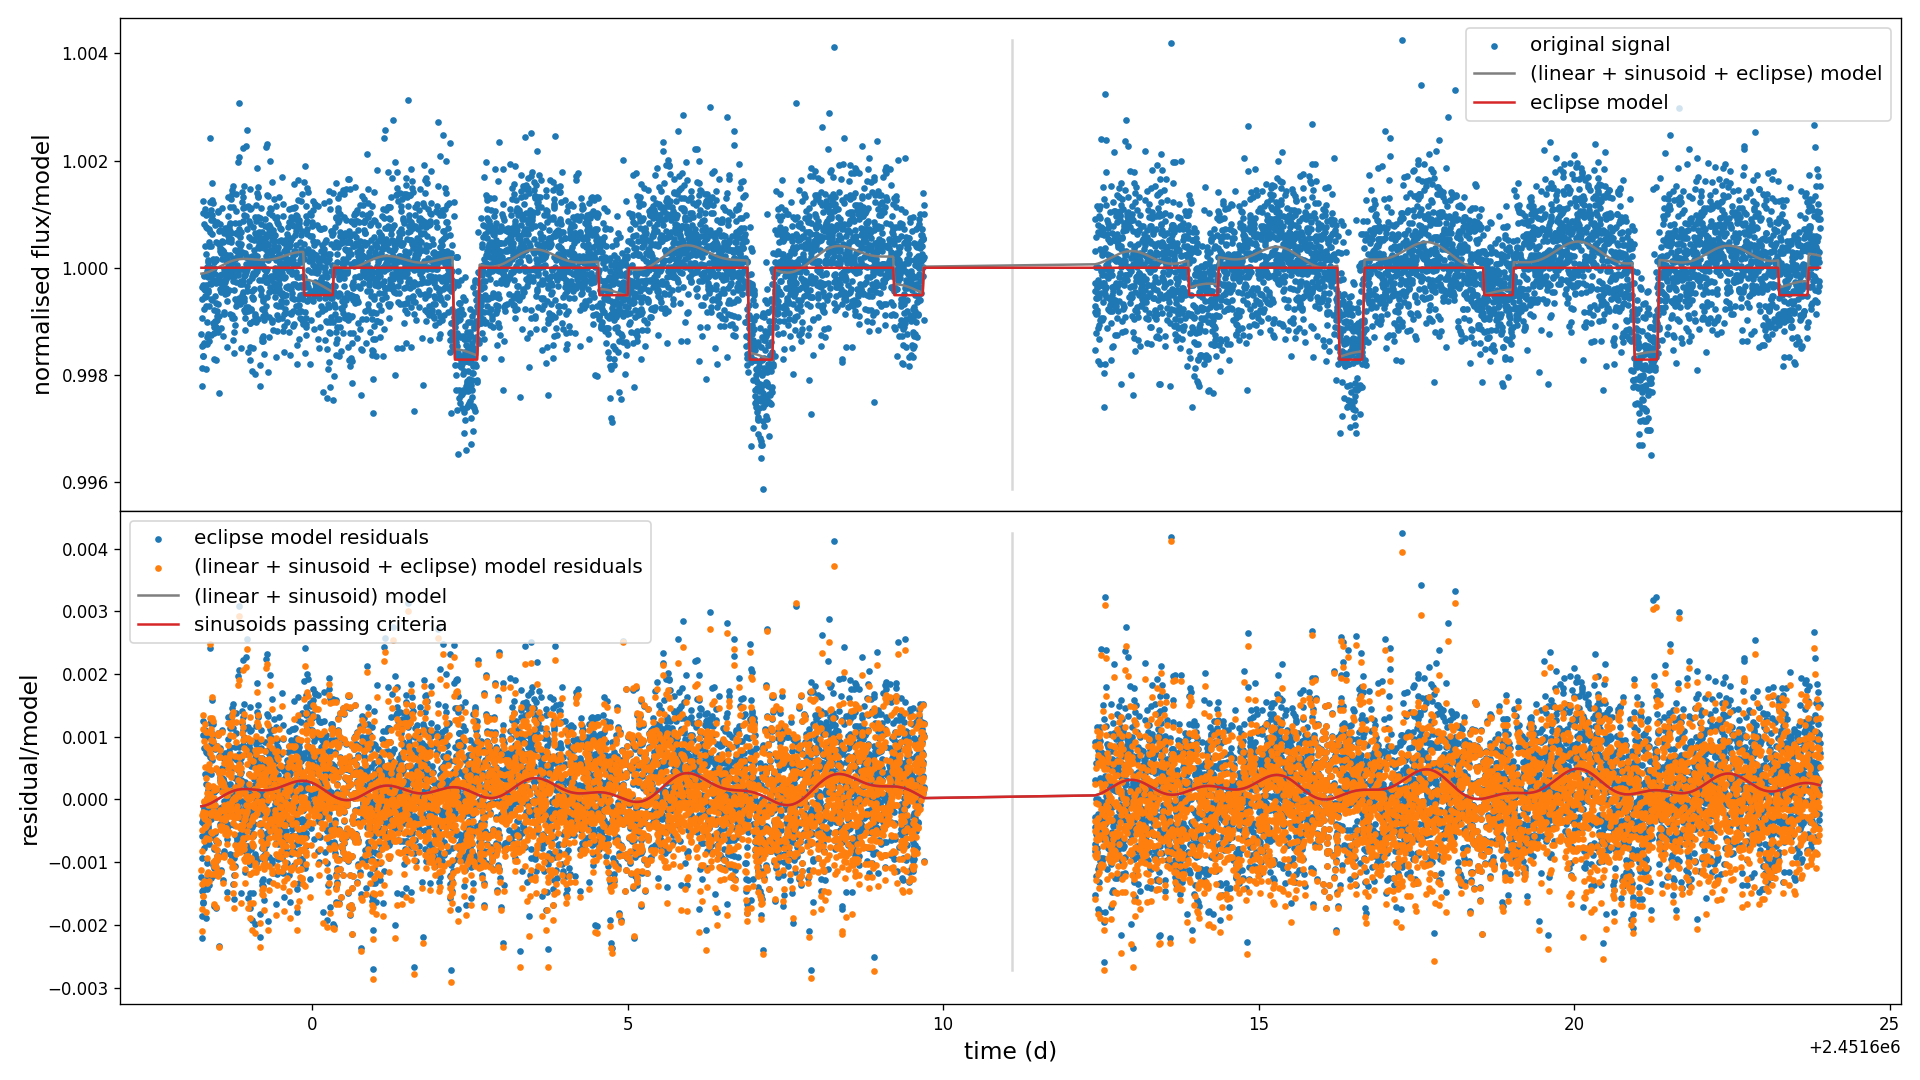 normalised flux/model
1.004
1.002
1.000
0.998
0.996
original signal
(linear + sinusoid + eclipse) model
eclipse model
residual/model
0.004
0.003
0.002
0.001
0.000
−0.001
−0.002
−0.003
eclipse model residuals
(linear + sinusoid + eclipse) model residuals
(linear + sinusoid) model
sinusoids passing criteria
0 5 10 15 20 25
time (d)
+2.4516e6